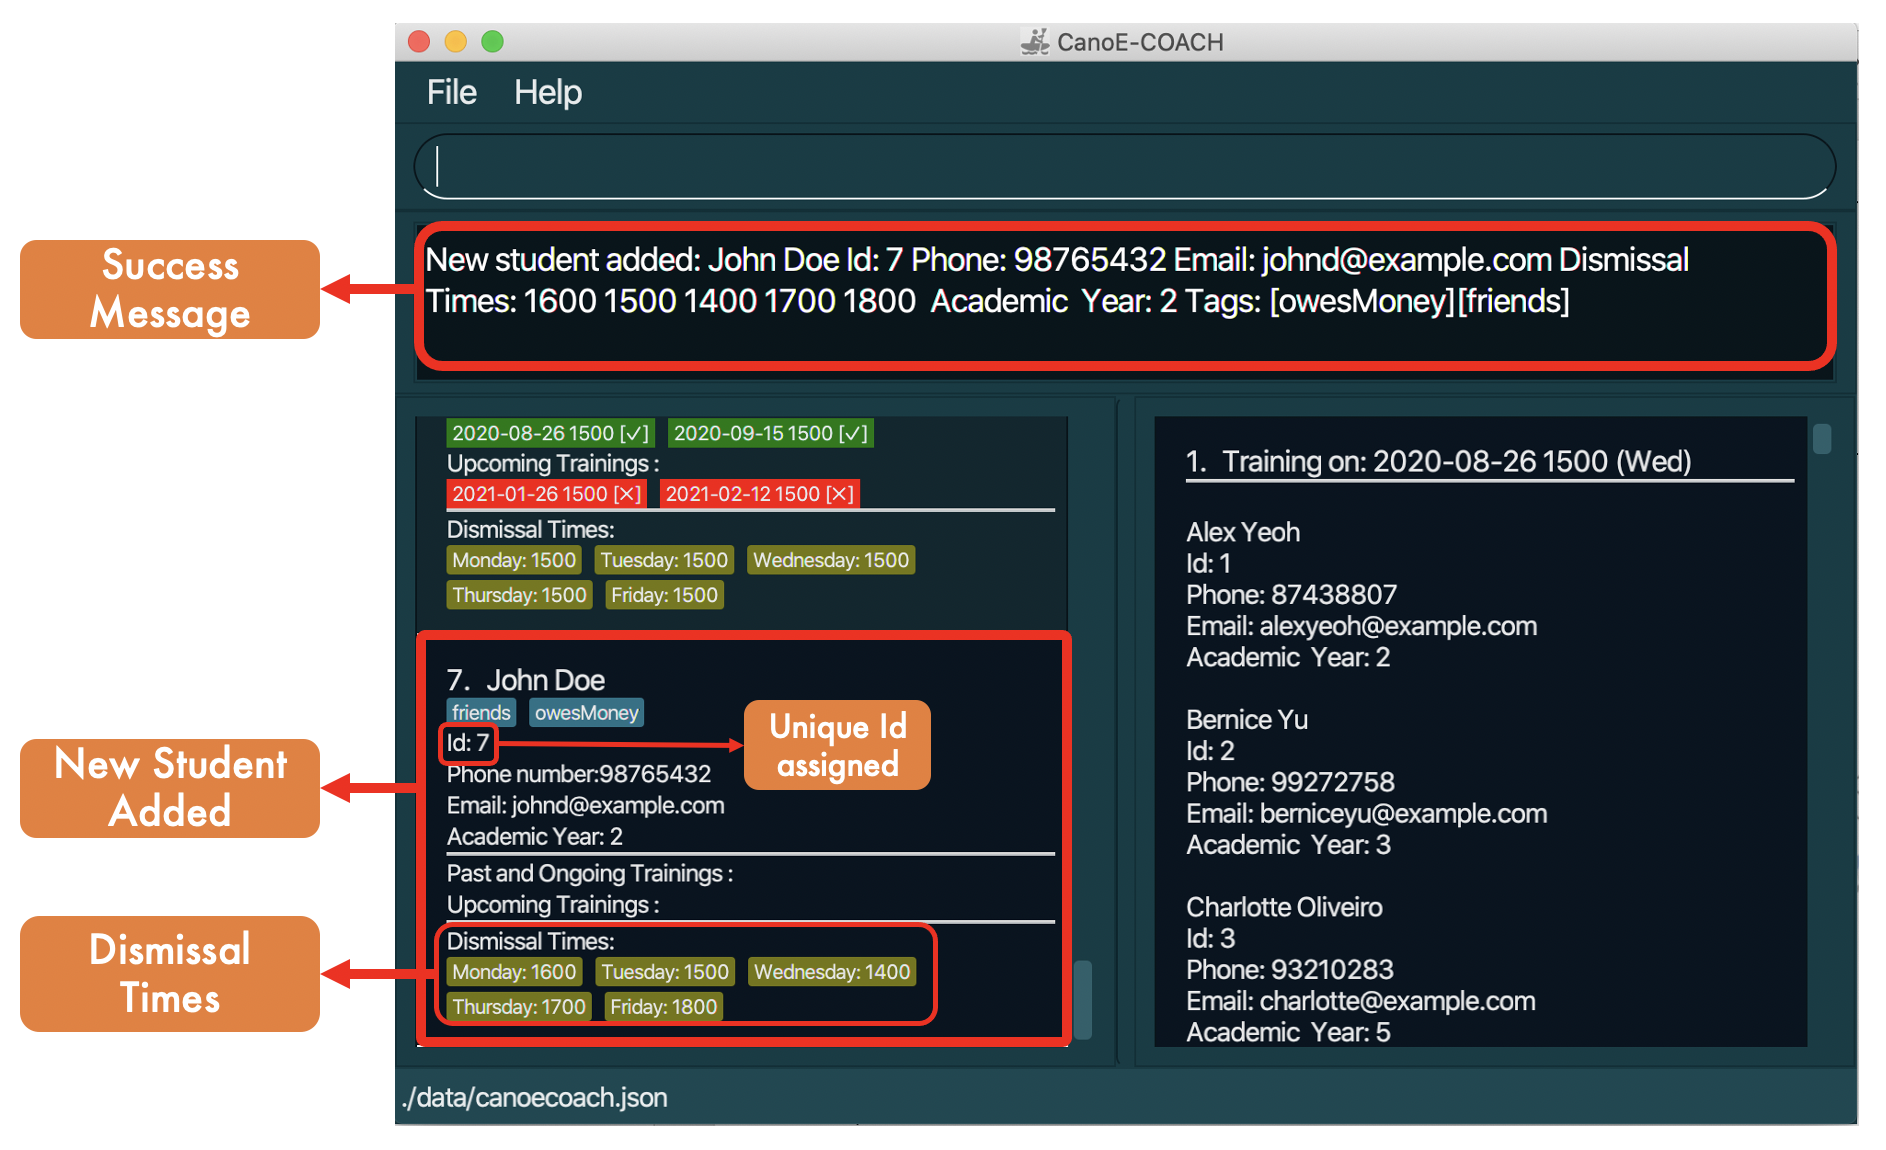 CanoE-COACH
File Help
New student added: John Doe Id: 7 Phone: 98765432 Email: johnd@example.com Dismissal
Times: 1600 1500 1400 1700 1800 Academic Year: 2 Tags: [owesMoney][friends]
Success
Message
2020-08-26 1500 [✓] 2020-09-15 1500 [✓]
Upcoming Trainings :
2021-01-26 1500 [✕] 2021-02-12 1500 [✕]
Dismissal Times:
Monday: 1500 Tuesday: 1500 Wednesday: 1500
Thursday: 1500 Friday: 1500
7. John Doe
friends owesMoney
Id: 7
Unique Id
assigned
Phone number:98765432
Email: johnd@example.com
Academic Year: 2
Past and Ongoing Trainings :
Upcoming Trainings :
Dismissal Times:
Monday: 1600 Tuesday: 1500 Wednesday: 1400
Thursday: 1700 Friday: 1800
New Student
Added
Dismissal
Times
1. Training on: 2020-08-26 1500 (Wed)
Alex Yeoh
Id: 1
Phone: 87438807
Email: alexyeoh@example.com
Academic Year: 2
Bernice Yu
Id: 2
Phone: 99272758
Email: berniceyu@example.com
Academic Year: 3
Charlotte Oliveiro
Id: 3
Phone: 93210283
Email: charlotte@example.com
Academic Year: 5
./data/canoecoach.json